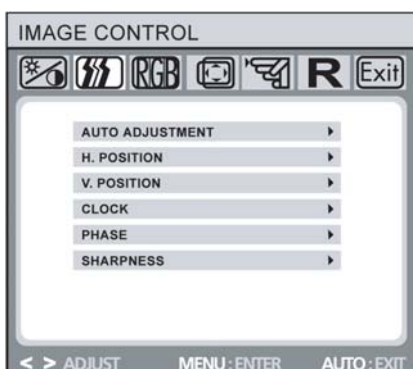 IMAGE CONTROL
RGB R Exit
AUTO ADJUSTMENT
H. POSITION
V. POSITION
CLOCK
PHASE
SHARPNESS
< > ADJUST MENU : ENTER AUTO : EXIT